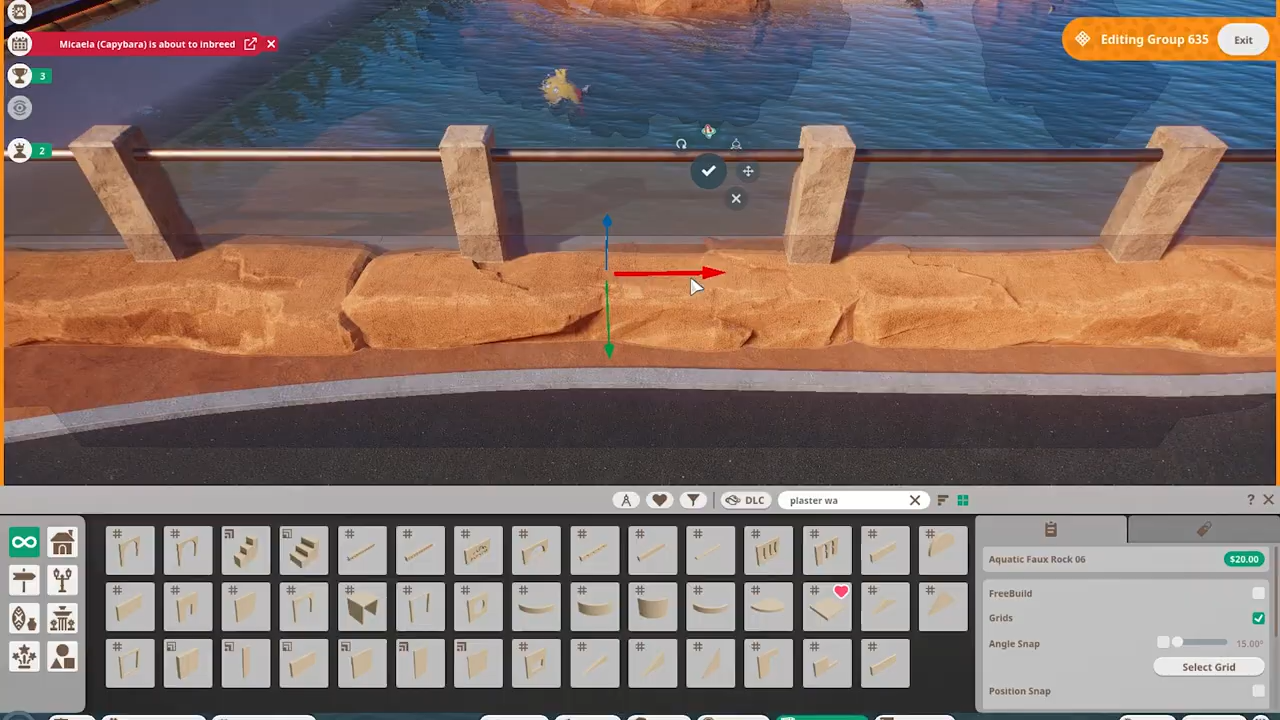 Micaela (Capybara) is about to inbreed
Editing Group 635
Exit
3
2
DLC
plaster wa
?
Aquatic Faux Rock 06
$20.00
FreeBuild
Grids
Angle Snap
15.00°
Select Grid
Position Snap